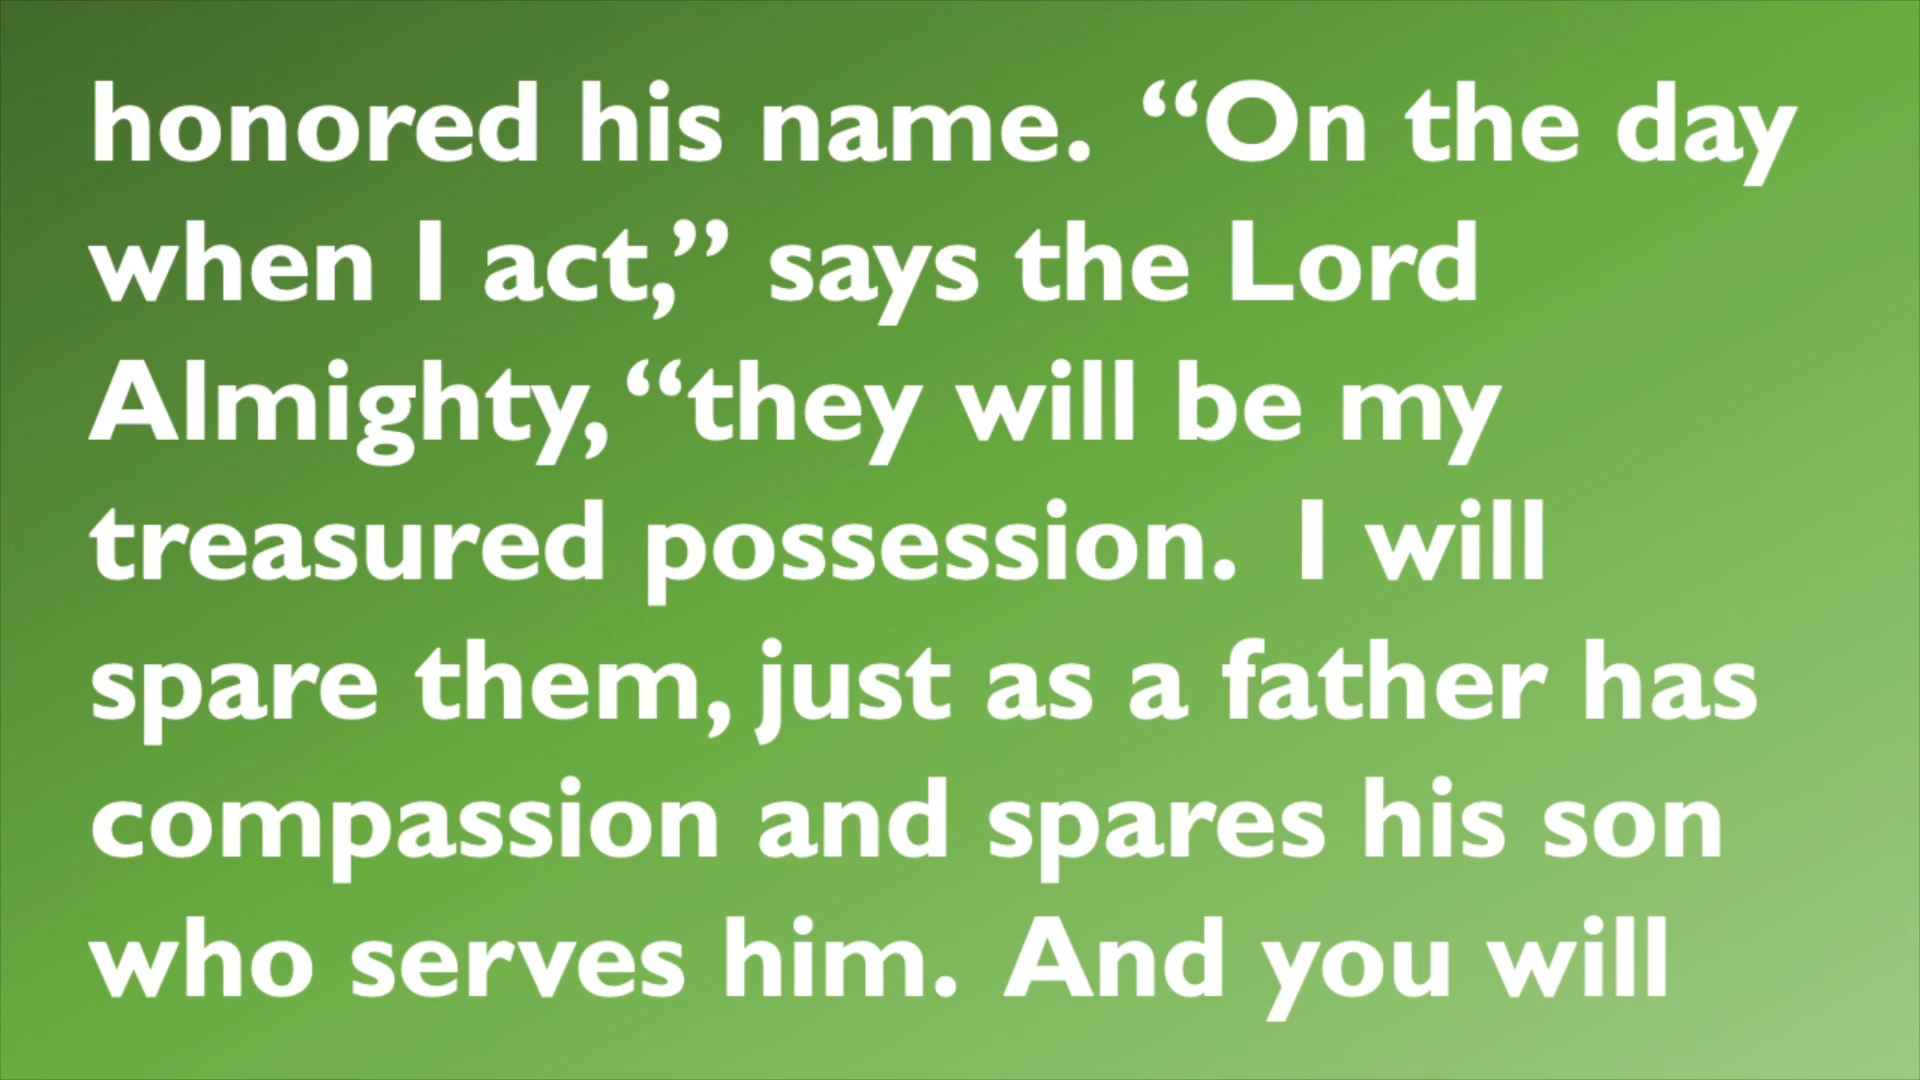 honored his name. “On the day
when I act,” says the Lord
Almighty, “they will be my
treasured possession. I will
spare them, just as a father has
compassion and spares his son
who serves him. And you will